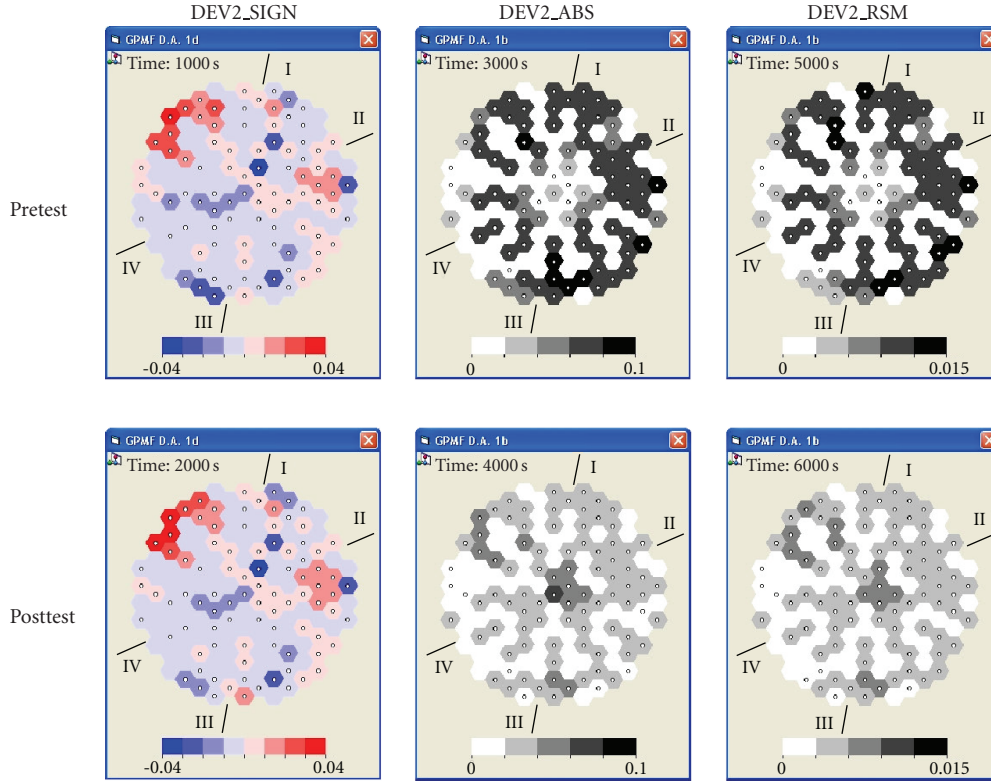 DEV2_SIGN DEV2_ABS DEV2_RSM
GPMF D.A. 1d GPMF D.A. 1b GPMF D.A. 1b
Time: 1000 s Time: 3000 s Time: 5000 s
I I I
II II II
Pretest
IV IV IV
III III III
-0.04 0.04 0 0.1 0 0.015
GPMF D.A. 1d GPMF D.A. 1b GPMF D.A. 1b
Time: 2000 s Time: 4000 s Time: 6000 s
I I I
II II II
Posttest
IV IV IV
III III III
-0.04 0.04 0 0.1 0 0.015